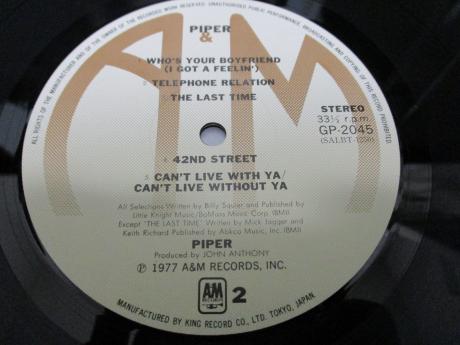 ALL RIGHTS OF THE MANUFACTURER AND OF THE OWNER OF THE RECORDED WORK RESERVED. UNAUTHORISED PUBLIC PERFORMANCE, BROADCASTING AND COPYING OF THIS RECORD PROHIBITED.
A&M
PIPER
1 WHO'S YOUR BOYFRIEND
(I GOT A FEELIN')
2 TELEPHONE RELATION
3 THE LAST TIME
STEREO
33⅓ r.p.m.
GP-2045
4 42ND STREET
5 CAN'T LIVE WITH YA/
CAN'T LIVE WITHOUT YA
All Selections Written by Billy Squier and Published by
Little Knight Music/BoMass Music Corp. (BMI)
Except "THE LAST TIME" Written by Mick Jagger and
Keith Richard Published by Abkco Music, Inc. (BMI)
PIPER
Produced by JOHN ANTHONY
℗ 1977 A&M RECORDS, INC.
A&M
RECORDS
2
MANUFACTURED BY KING RECORD CO., LTD. TOKYO, JAPAN